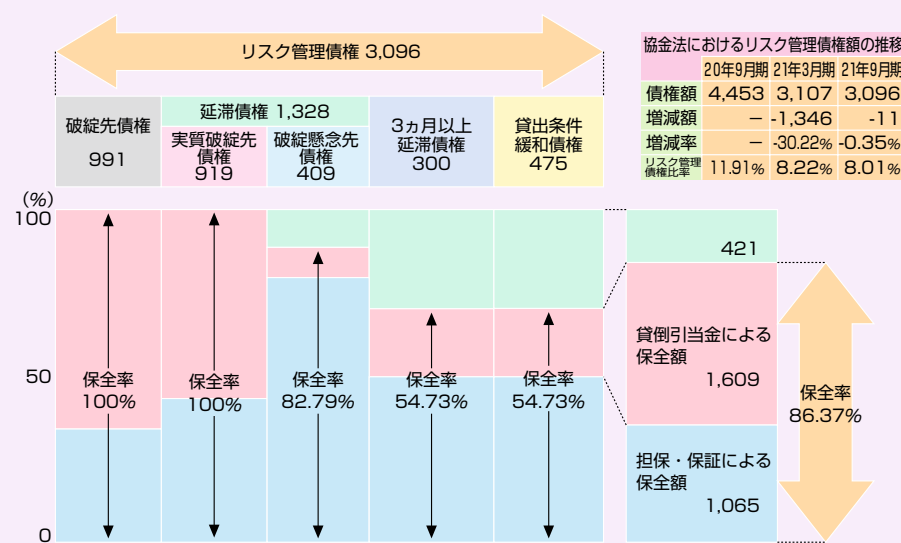 リスク管理債権 3,096
協金法におけるリスク管理債権額の推移
20年9月期 21年3月期 21年9月期
債権額 4,453 3,107 3,096
増減額 − -1,346 -11
増減率 − -30.22% -0.35%
リスク管理
債権比率 11.91% 8.22% 8.01%
破綻先債権
991
延滞債権 1,328
実質破綻先
債権
919
破綻懸念先
債権
409
3ヵ月以上
延滞債権
300
貸出条件
緩和債権
475
(%)
100
50
0
保全率
100%
保全率
100%
保全率
82.79%
保全率
54.73%
保全率
54.73%
421
貸倒引当金による
保全額
1,609
担保・保証による
保全額
1,065
保全率
86.37%